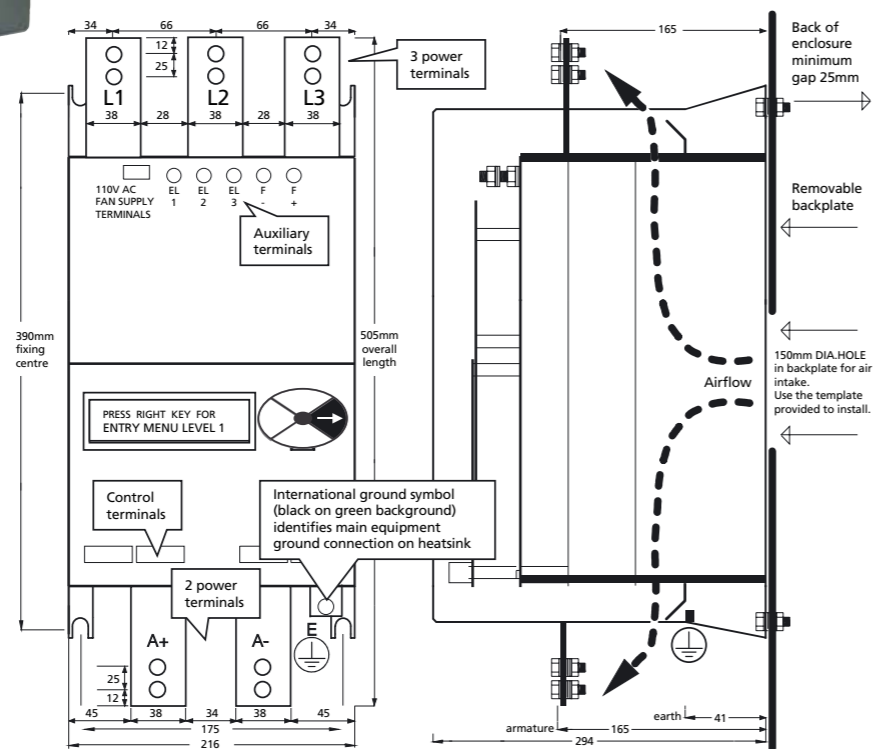 34
66
66
34
12
25
L1
L2
L3
38
28
38
28
38
3 power
terminals
110V AC
FAN SUPPLY
TERMINALS
EL
1
EL
2
EL
3
F
-
F
+
Auxiliary
terminals
390mm
fixing
centre
505mm
overall
length
PRESS RIGHT KEY FOR
ENTRY MENU LEVEL 1
Control
terminals
International ground symbol
(black on green background)
identifies main equipment
ground connection on heatsink
2 power
terminals
A+
A-
E
25
12
45
38
34
38
45
175
216
165
Back of
enclosure
minimum
gap 25mm
Removable
backplate
Airflow
150mm DIA.HOLE
in backplate for air
intake.
Use the template
provided to install.
earth
41
armature
165
294